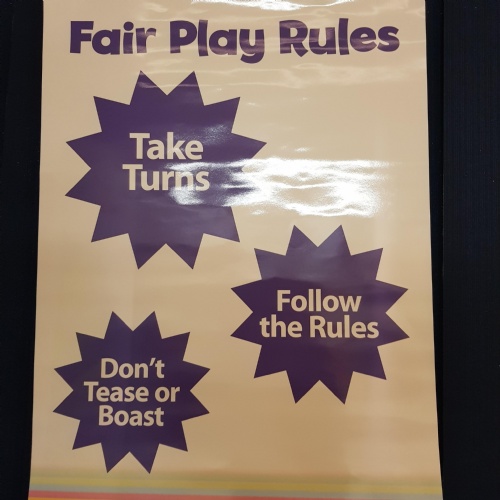 Fair Play Rules
Take
Turns
Follow
the Rules
Don't
Tease or
Boast